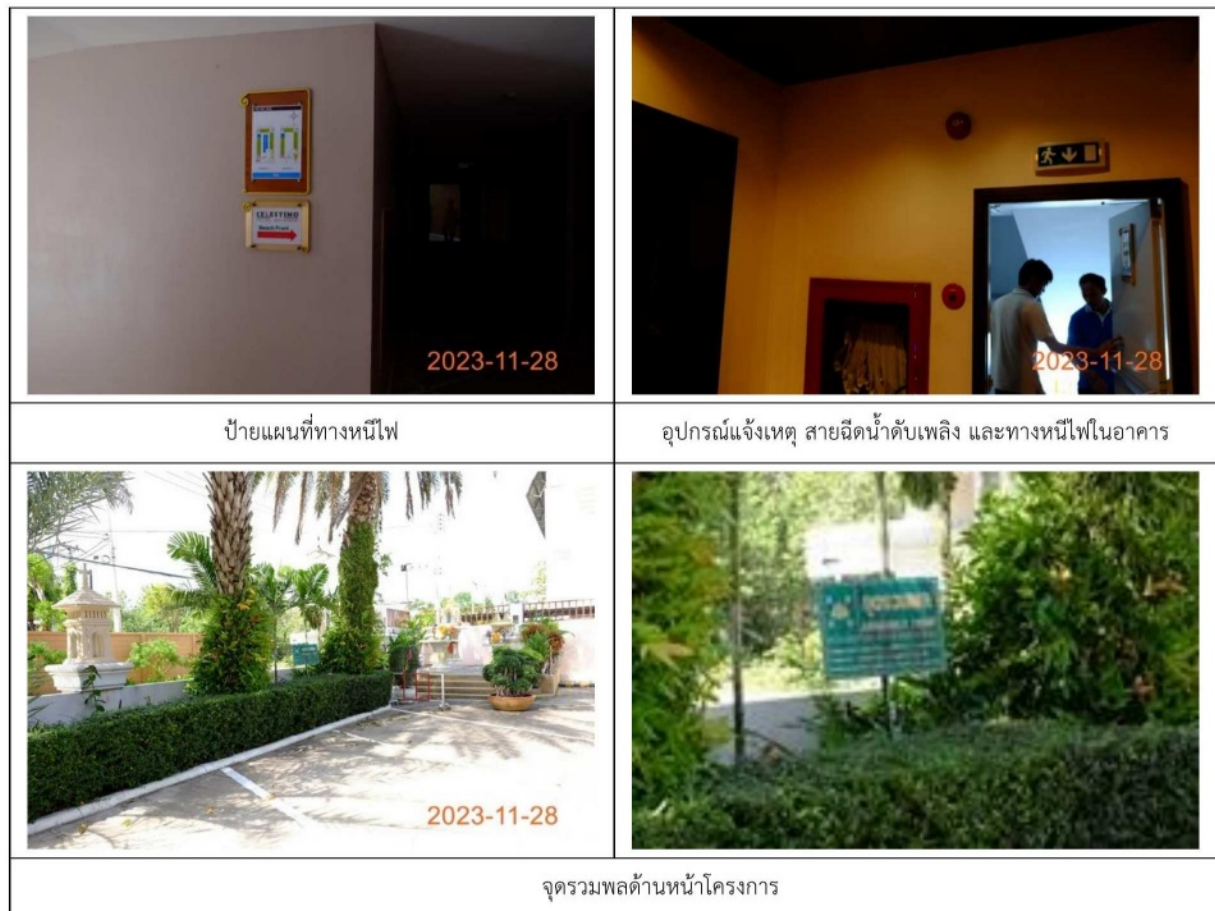 CELESTINO
Beach Front
2023-11-28
2023-11-28
ป้ายแผนที่ทางหนีไฟ
อุปกรณ์แจ้งเหตุ สายฉีดน้ำดับเพลิง และทางหนีไฟในอาคาร
2023-11-28
จุดรวมพลด้านหน้าโครงการ